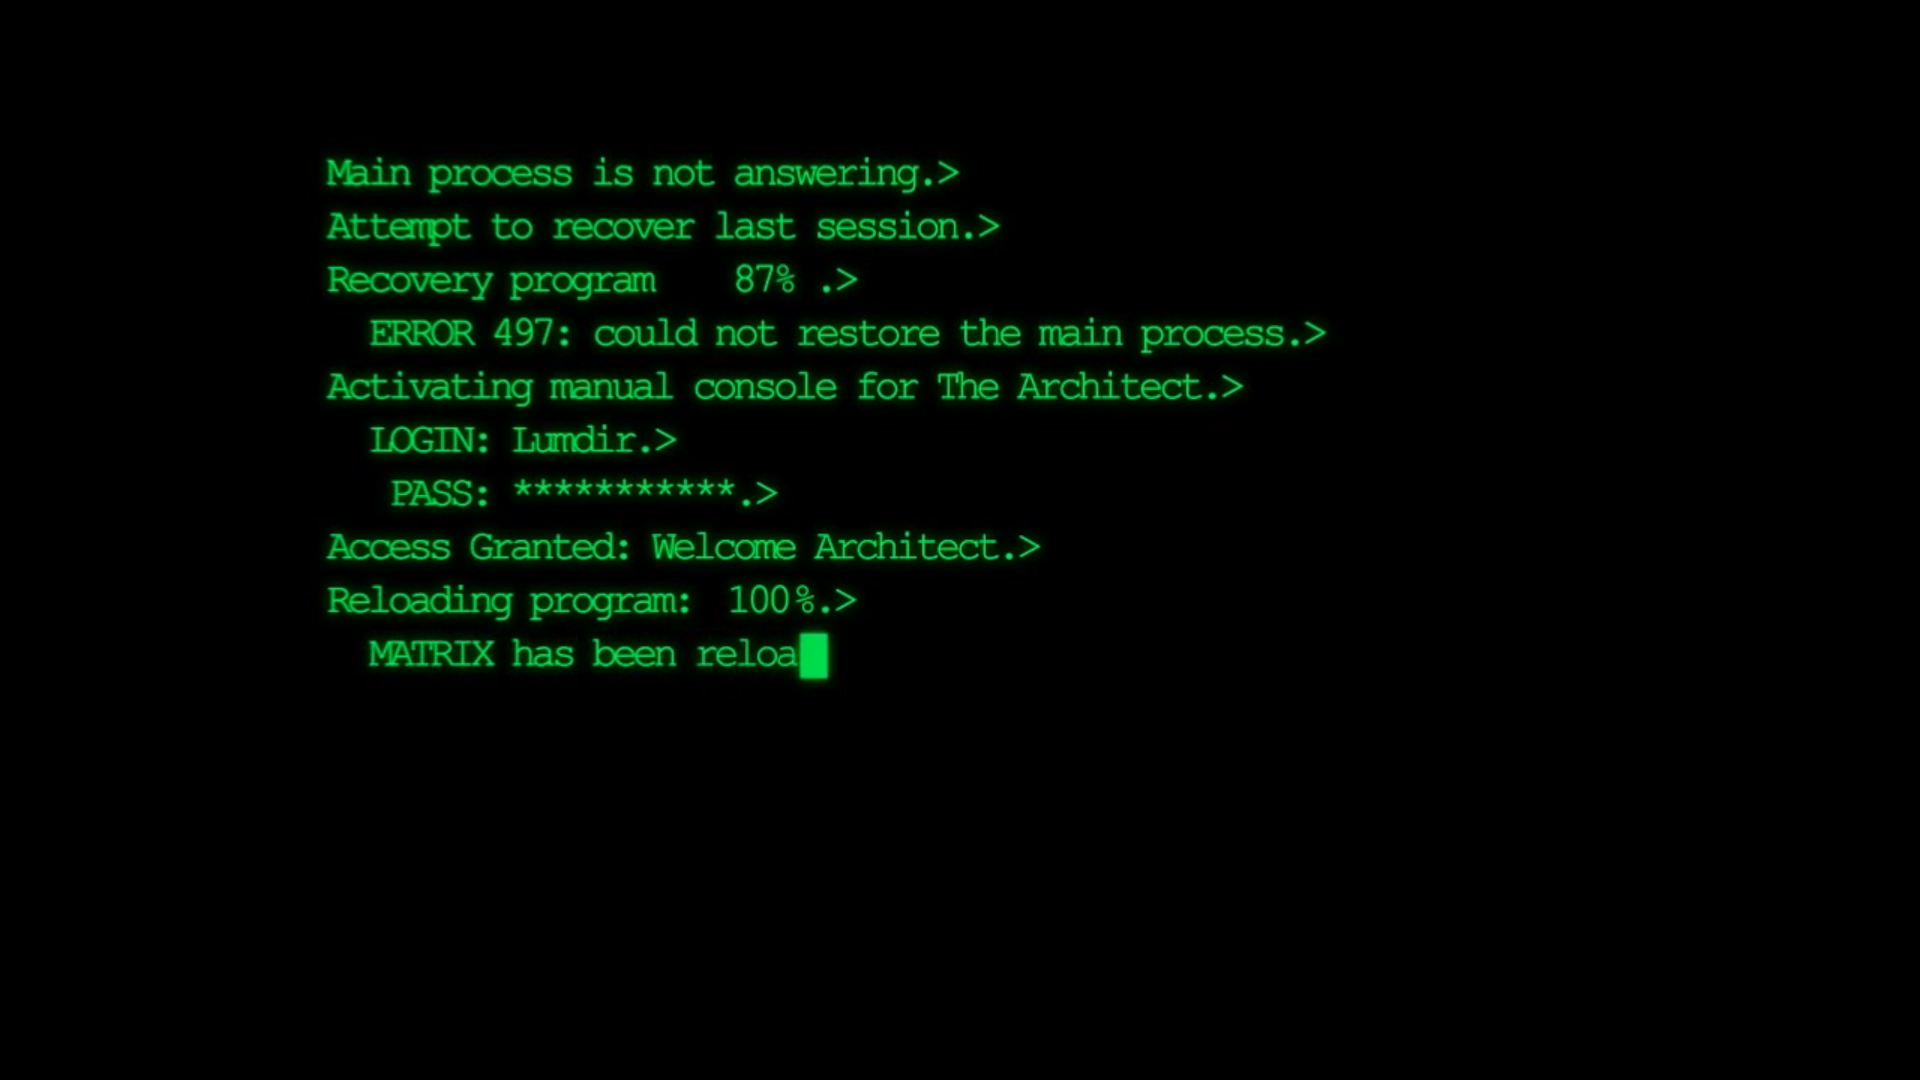 Main process is not answering.>
Attempt to recover last session.>
Recovery program    87% .>
ERROR 497: could not restore the main process.>
Activating manual console for The Architect.>
LOGIN: Lumdir.>
PASS: ***********.>
Access Granted: Welcome Architect.>
Reloading program:  100%.>
MATRIX has been reloa